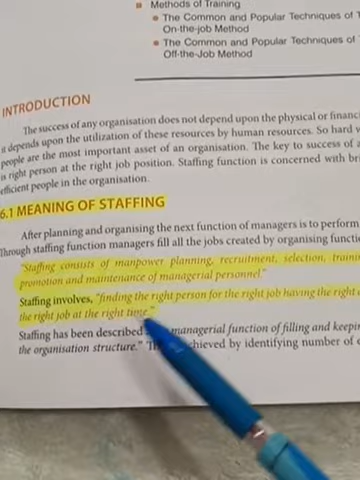 Methods of Training
The Common and Popular Techniques of
On-the-job Method
The Common and Popular Techniques of
Off-the-Job Method
INTRODUCTION
The success of any organisation does not depend upon the physical or
it depends upon the utilization of these resources by human resources. So hard
people are the most important asset of an organisation. The key to success of
is right person at the right job position. Staffing function is concerned with
efficient people in the organisation.
6.1 MEANING OF STAFFING
After planning and organising the next function of managers is to perform
Through staffing function managers fill all the jobs created by organising
"Staffing consists of manpower planning, recruitment, selection,
promotion and maintenance of managerial personnel."
Staffing involves, "finding the right person for the right job having the right
the right job at the right time."
Staffing has been described managerial function of filling and
the organisation structure." by identifying number of